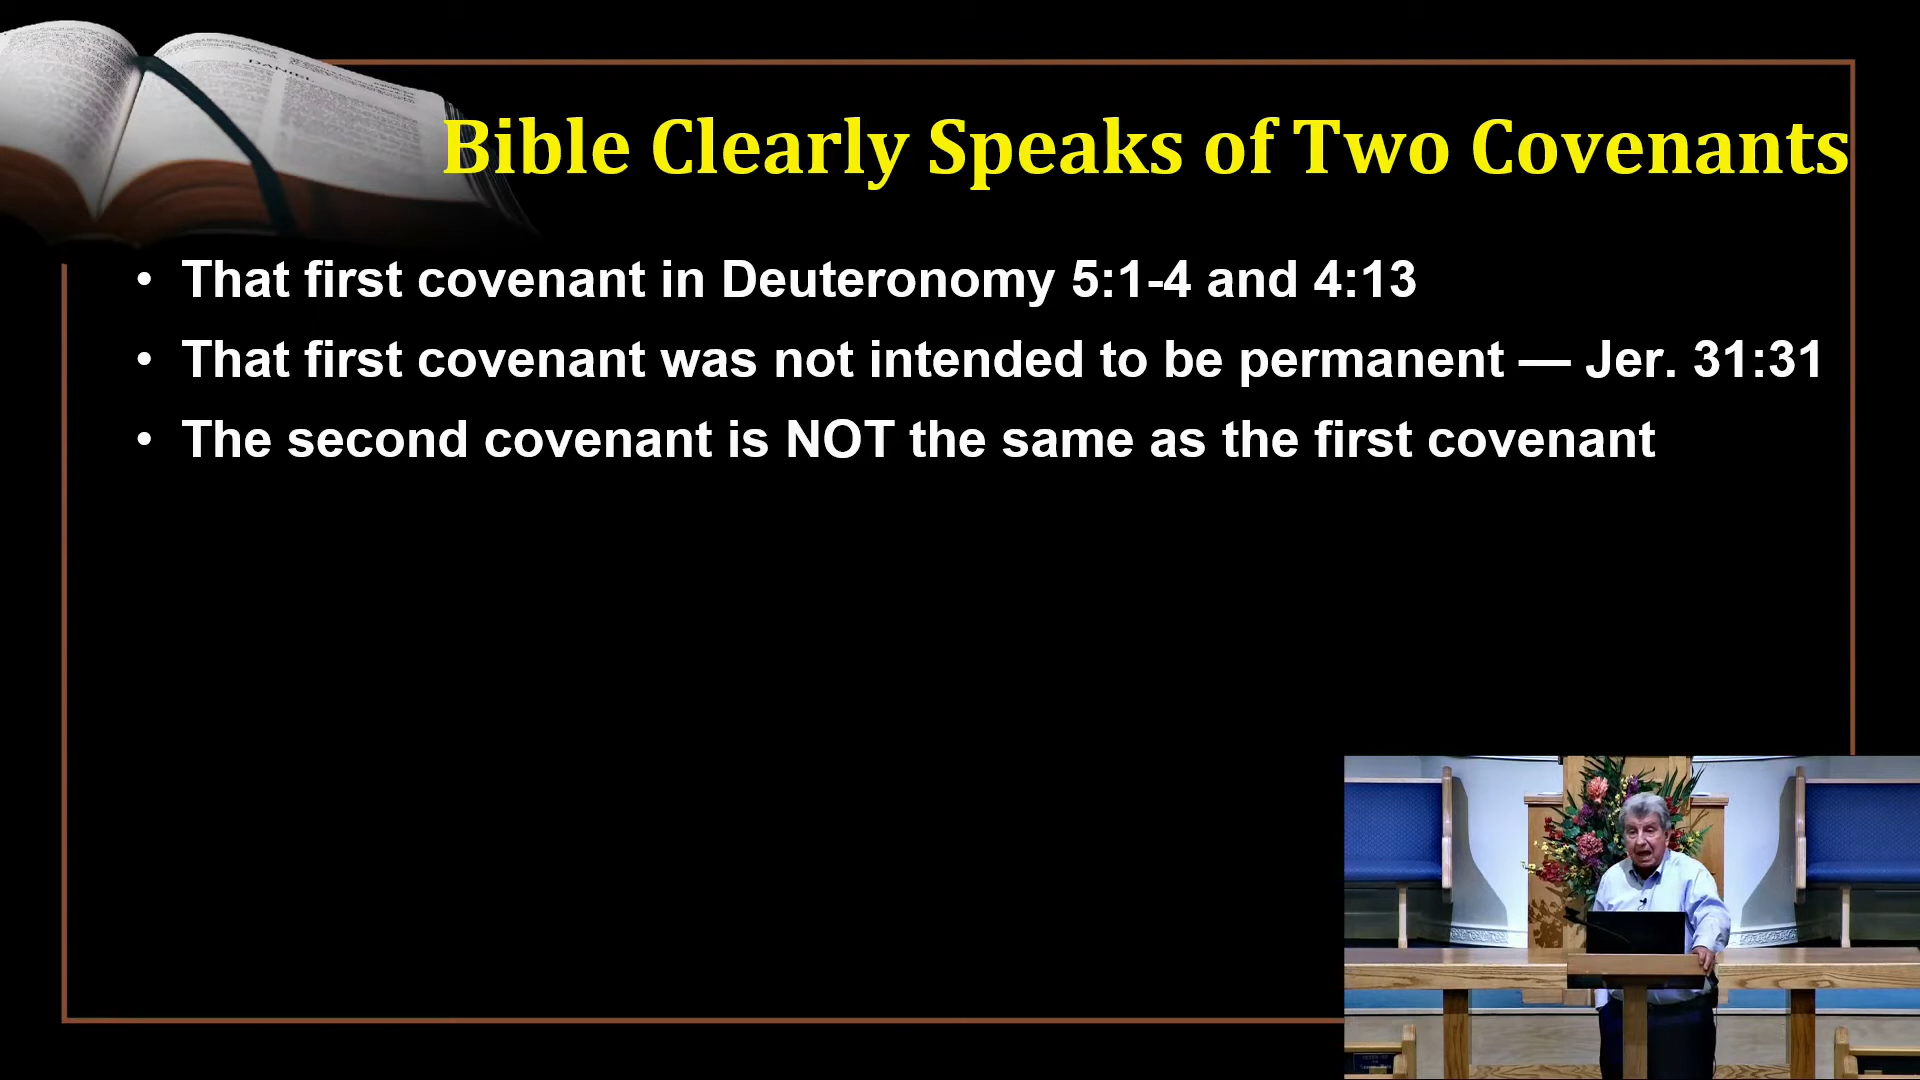 DANIEL
Bible Clearly Speaks of Two Covenants
• That first covenant in Deuteronomy 5:1-4 and 4:13
• That first covenant was not intended to be permanent — Jer. 31:31
• The second covenant is NOT the same as the first covenant